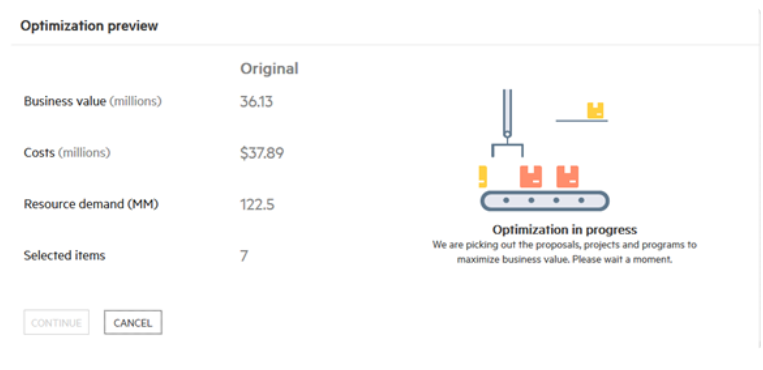 Optimization preview
Original
Business value (millions) 36.13
Costs (millions) $37.89
Resource demand (MM) 122.5
Selected items 7
Optimization in progress
We are picking out the proposals, projects and programs to
maximize business value. Please wait a moment.
CONTINUE CANCEL